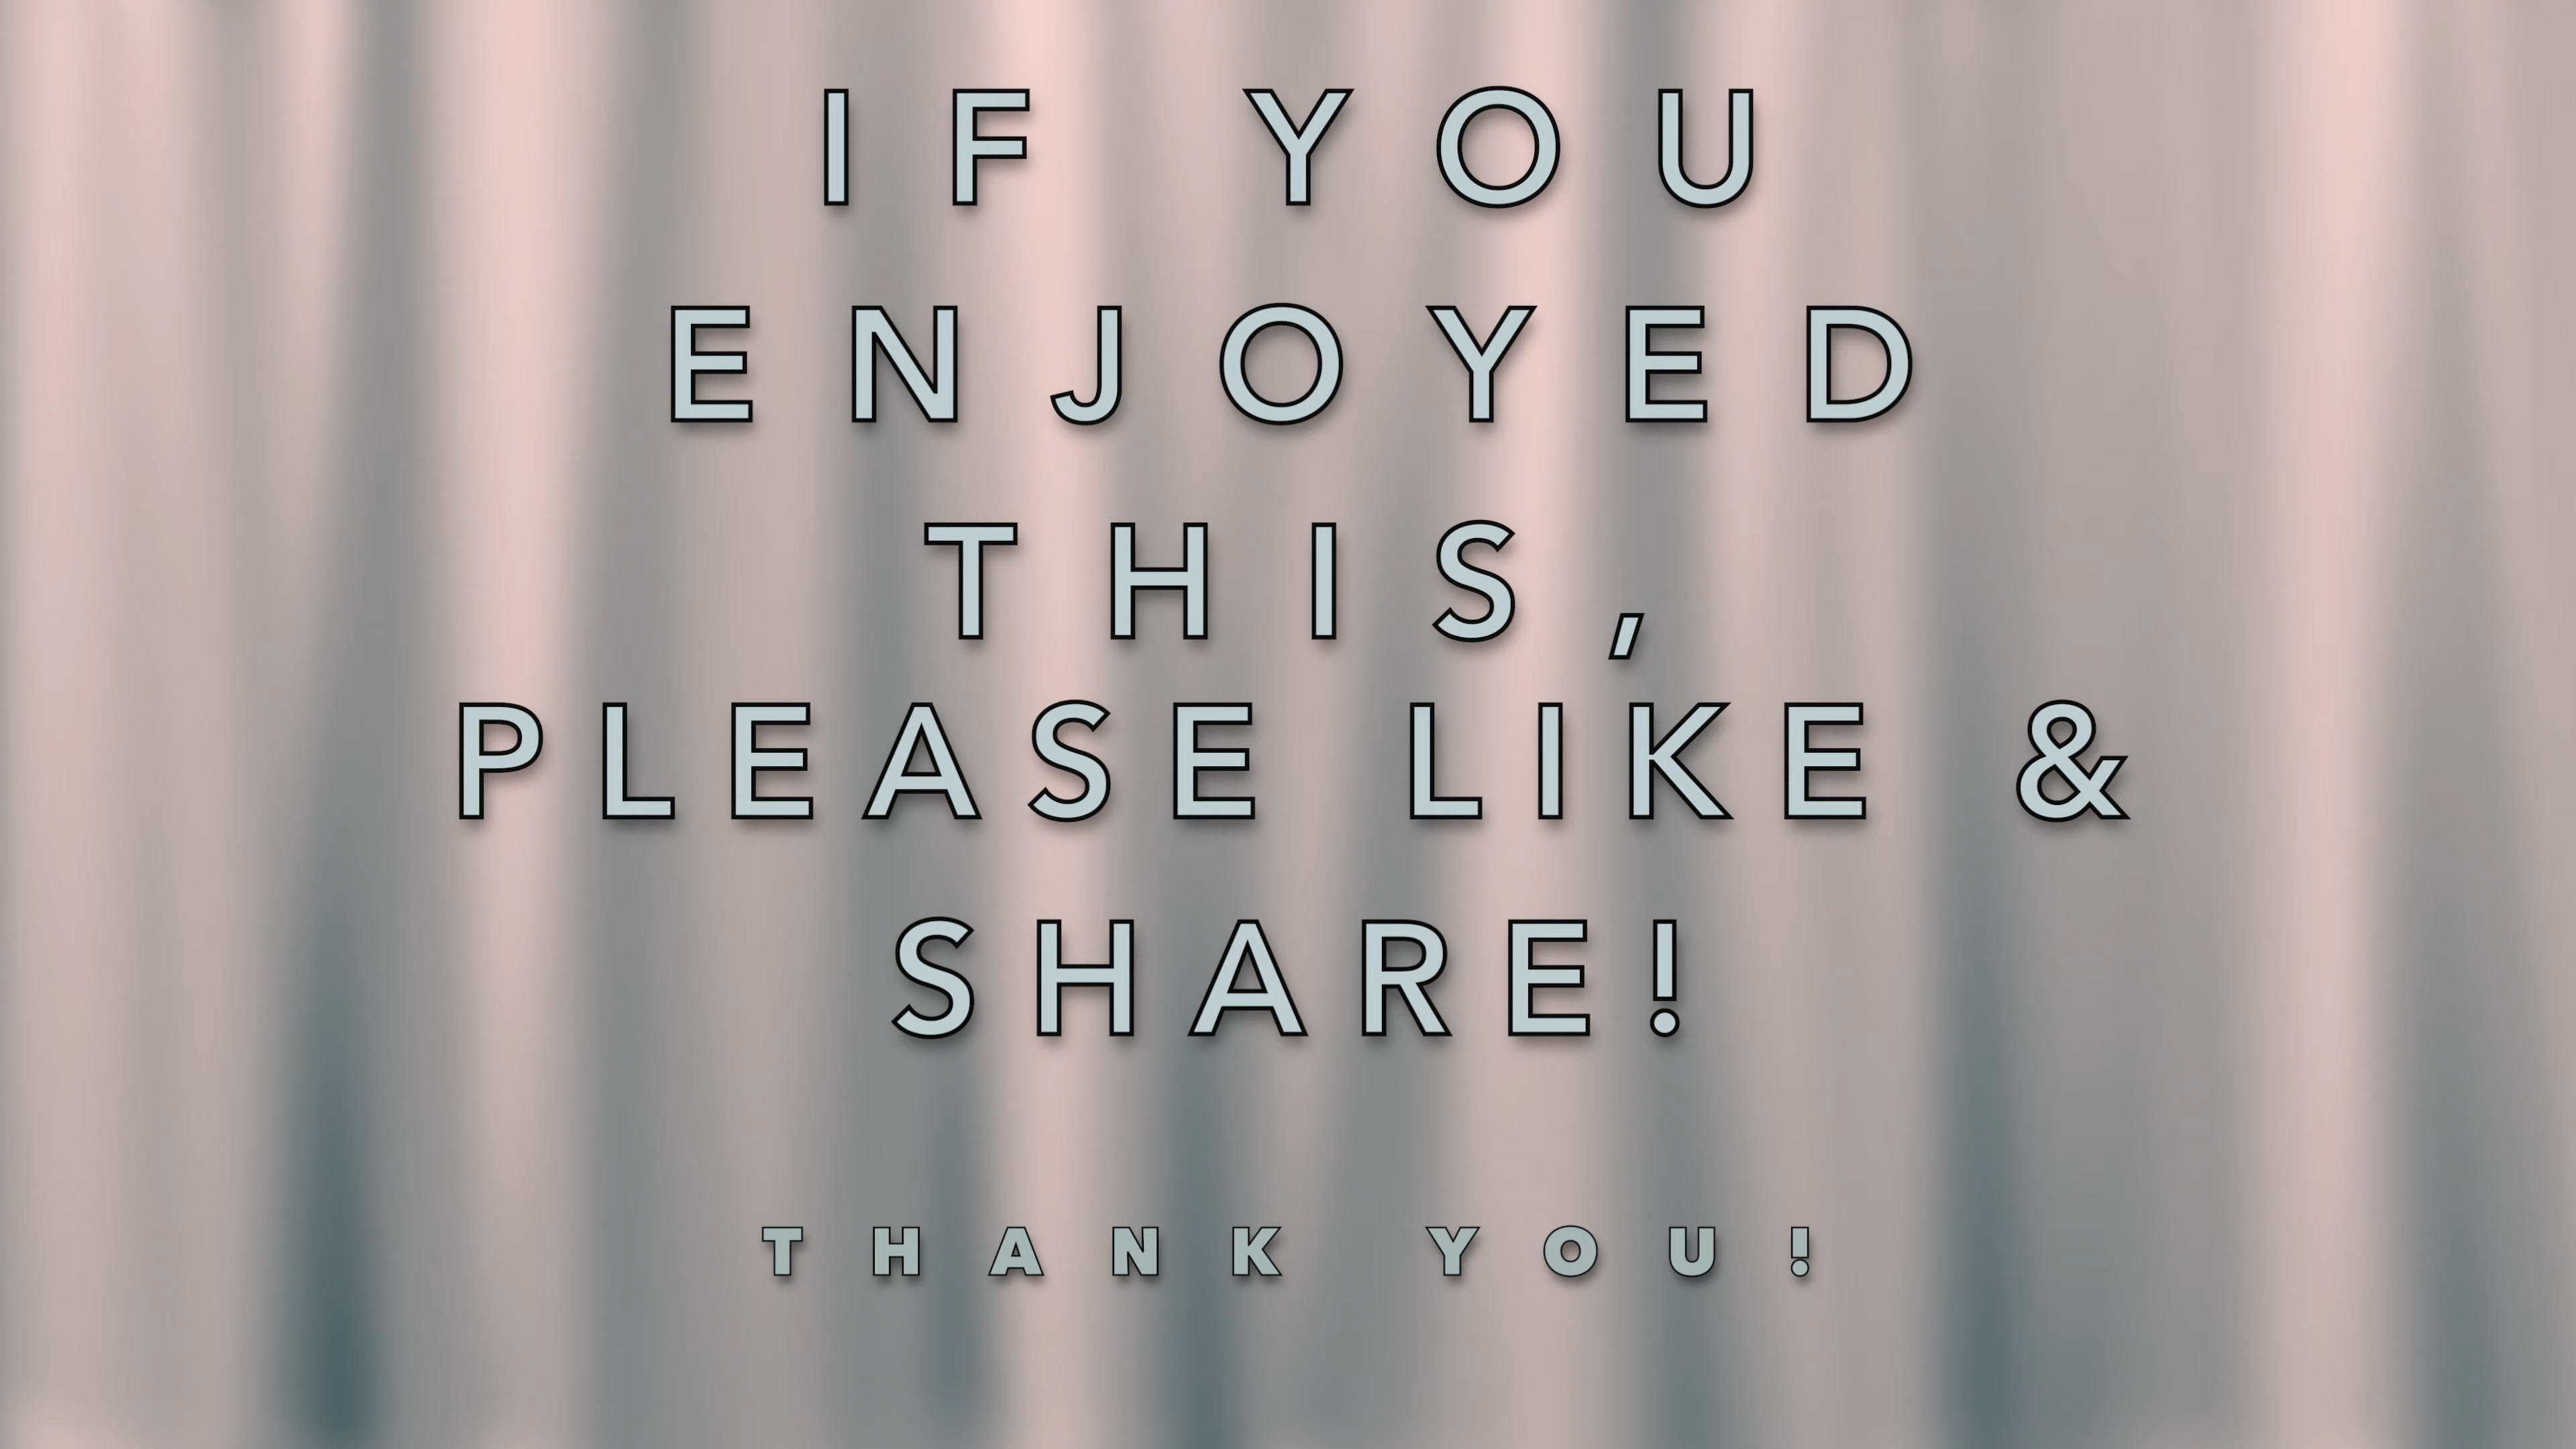 IF YOU
ENJOYED
THIS,
PLEASE LIKE &
SHARE!
THANK YOU!